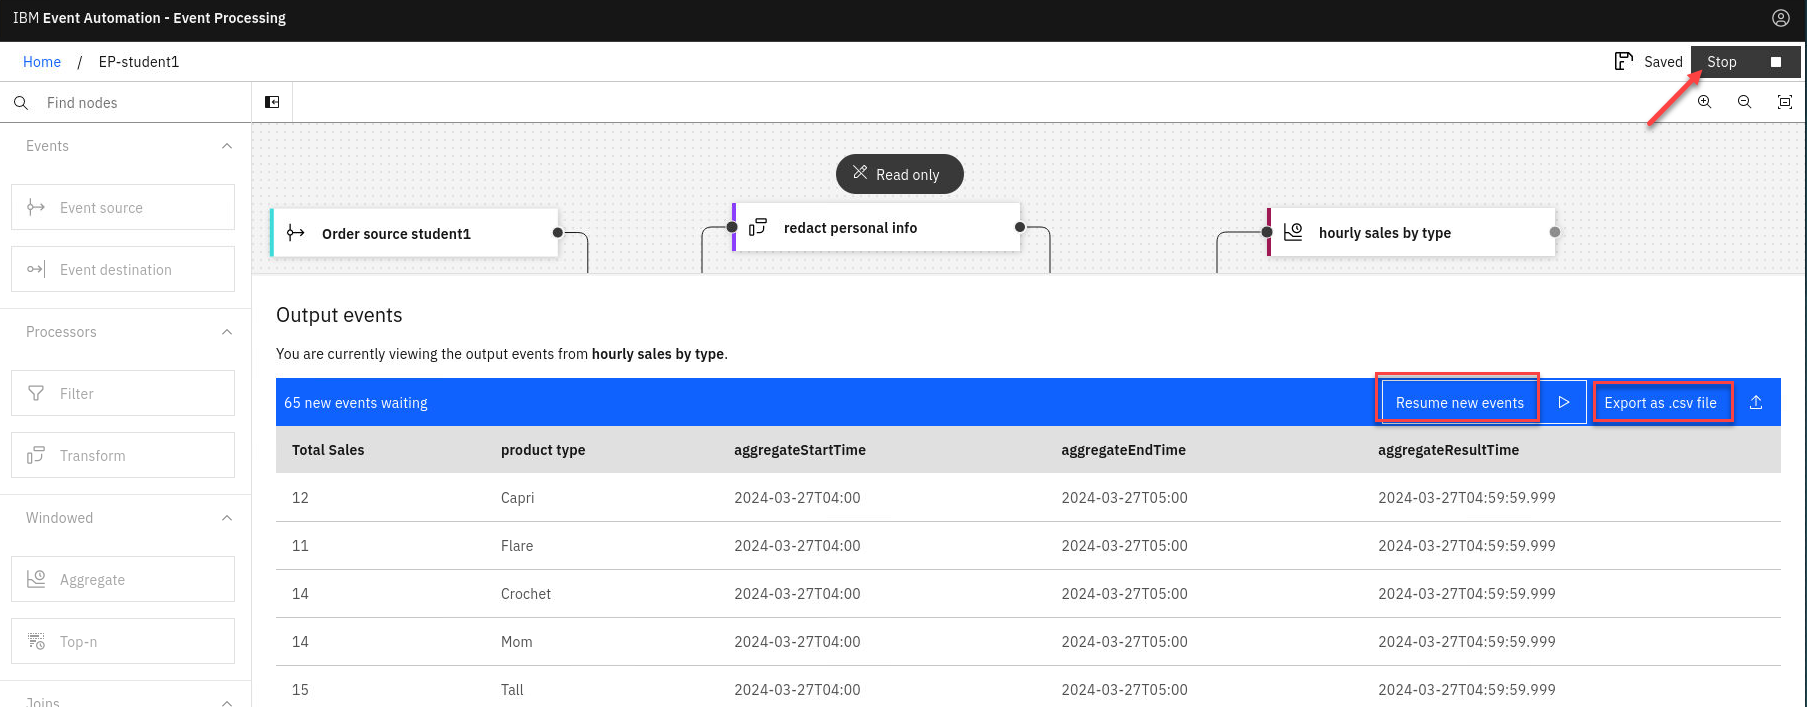 IBM Event Automation - Event Processing
Home / EP-student1
Saved
Stop
Find nodes
Events
Event source
Event destination
Processors
Filter
Transform
Windowed
Aggregate
Top-n
Joins
Read only
Order source student1
redact personal info
hourly sales by type
Output events
You are currently viewing the output events from hourly sales by type.
65 new events waiting
Resume new events
Export as .csv file
Total Sales product type aggregateStartTime aggregateEndTime aggregateResultTime
12 Capri 2024-03-27T04:00 2024-03-27T05:00 2024-03-27T04:59:59.999
11 Flare 2024-03-27T04:00 2024-03-27T05:00 2024-03-27T04:59:59.999
14 Crochet 2024-03-27T04:00 2024-03-27T05:00 2024-03-27T04:59:59.999
14 Mom 2024-03-27T04:00 2024-03-27T05:00 2024-03-27T04:59:59.999
15 Tall 2024-03-27T04:00 2024-03-27T05:00 2024-03-27T04:59:59.999